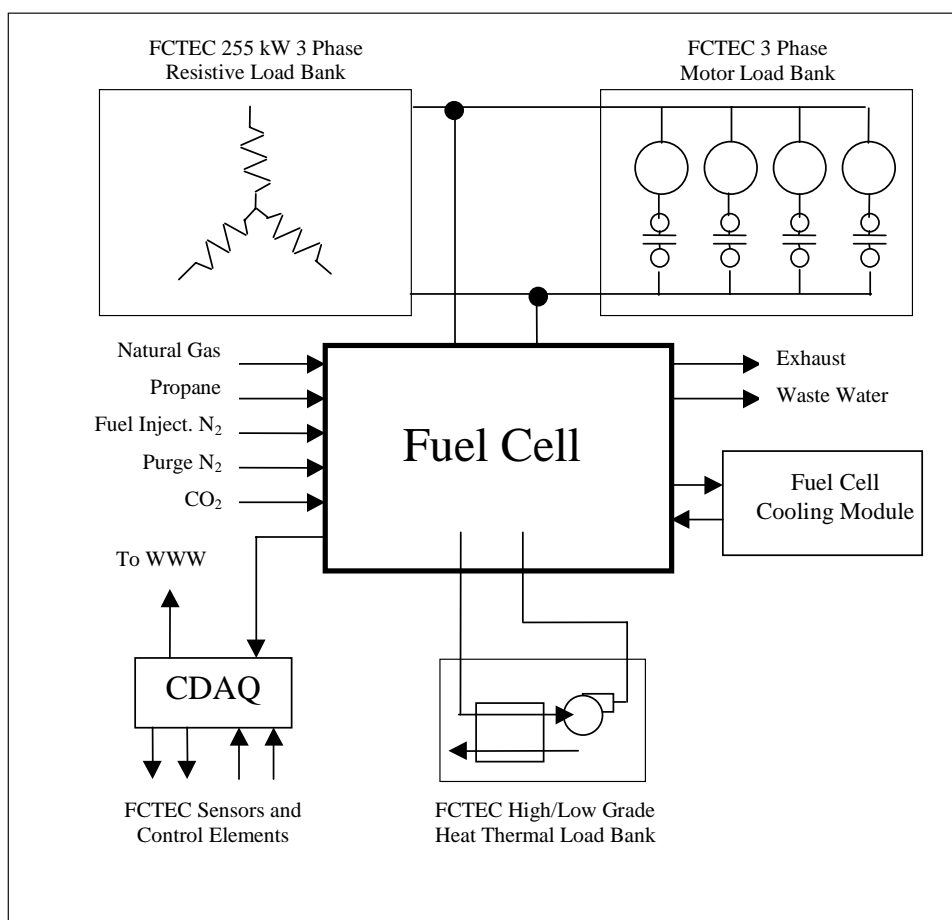 FCTEC 255 kW 3 Phase
Resistive Load Bank
FCTEC 3 Phase
Motor Load Bank
Natural Gas
Propane
Fuel Inject. N₂
Purge N₂
CO₂
Fuel Cell
Exhaust
Waste Water
Fuel Cell
Cooling Module
To WWW
CDAQ
FCTEC Sensors and
Control Elements
FCTEC High/Low Grade
Heat Thermal Load Bank